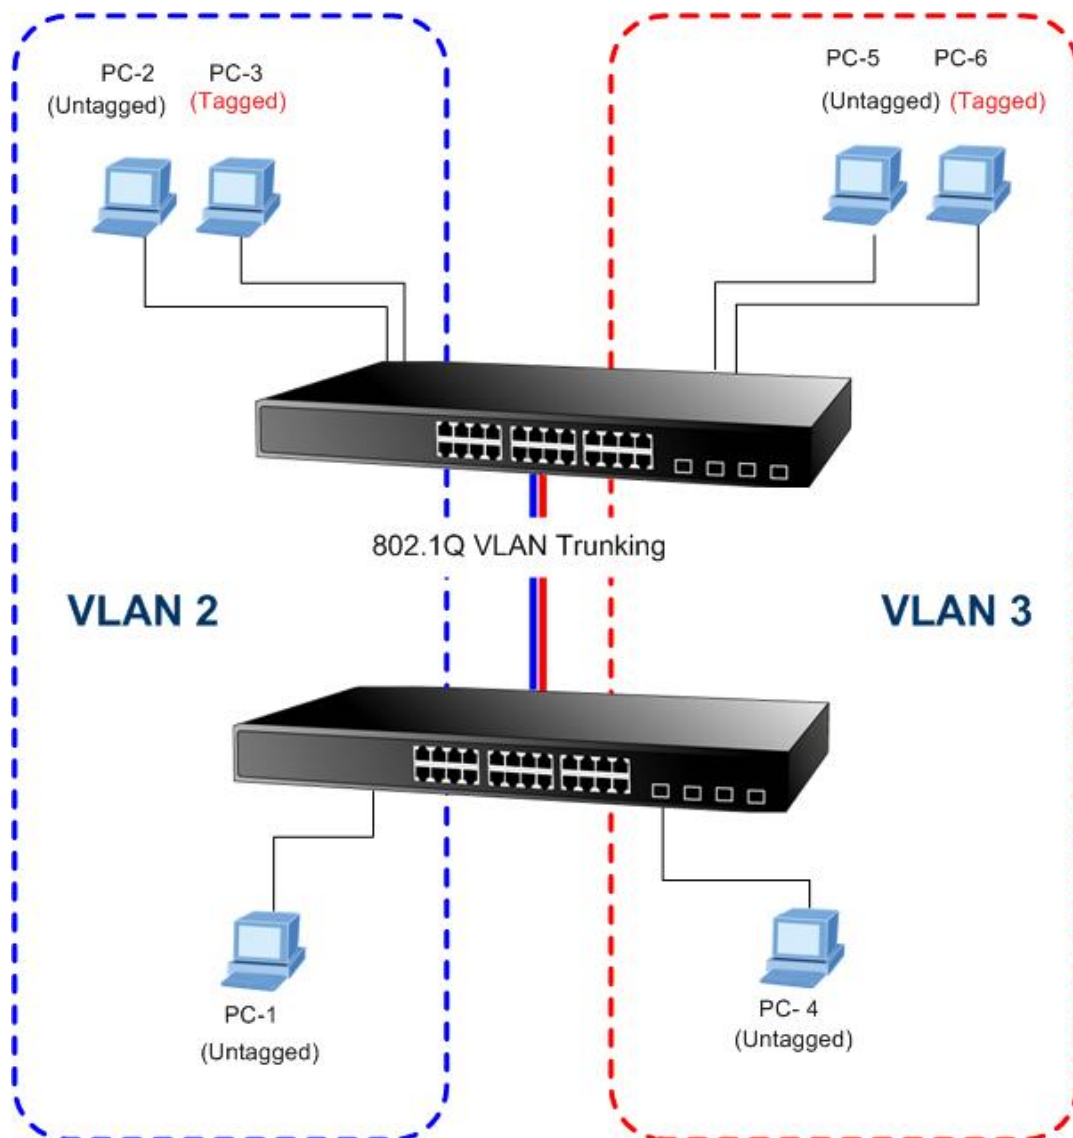 PC-2
PC-3
PC-5
PC-6
(Untagged)
(Tagged)
(Untagged)
(Tagged)
802.1Q VLAN Trunking
VLAN 2
VLAN 3
PC-1
(Untagged)
PC- 4
(Untagged)